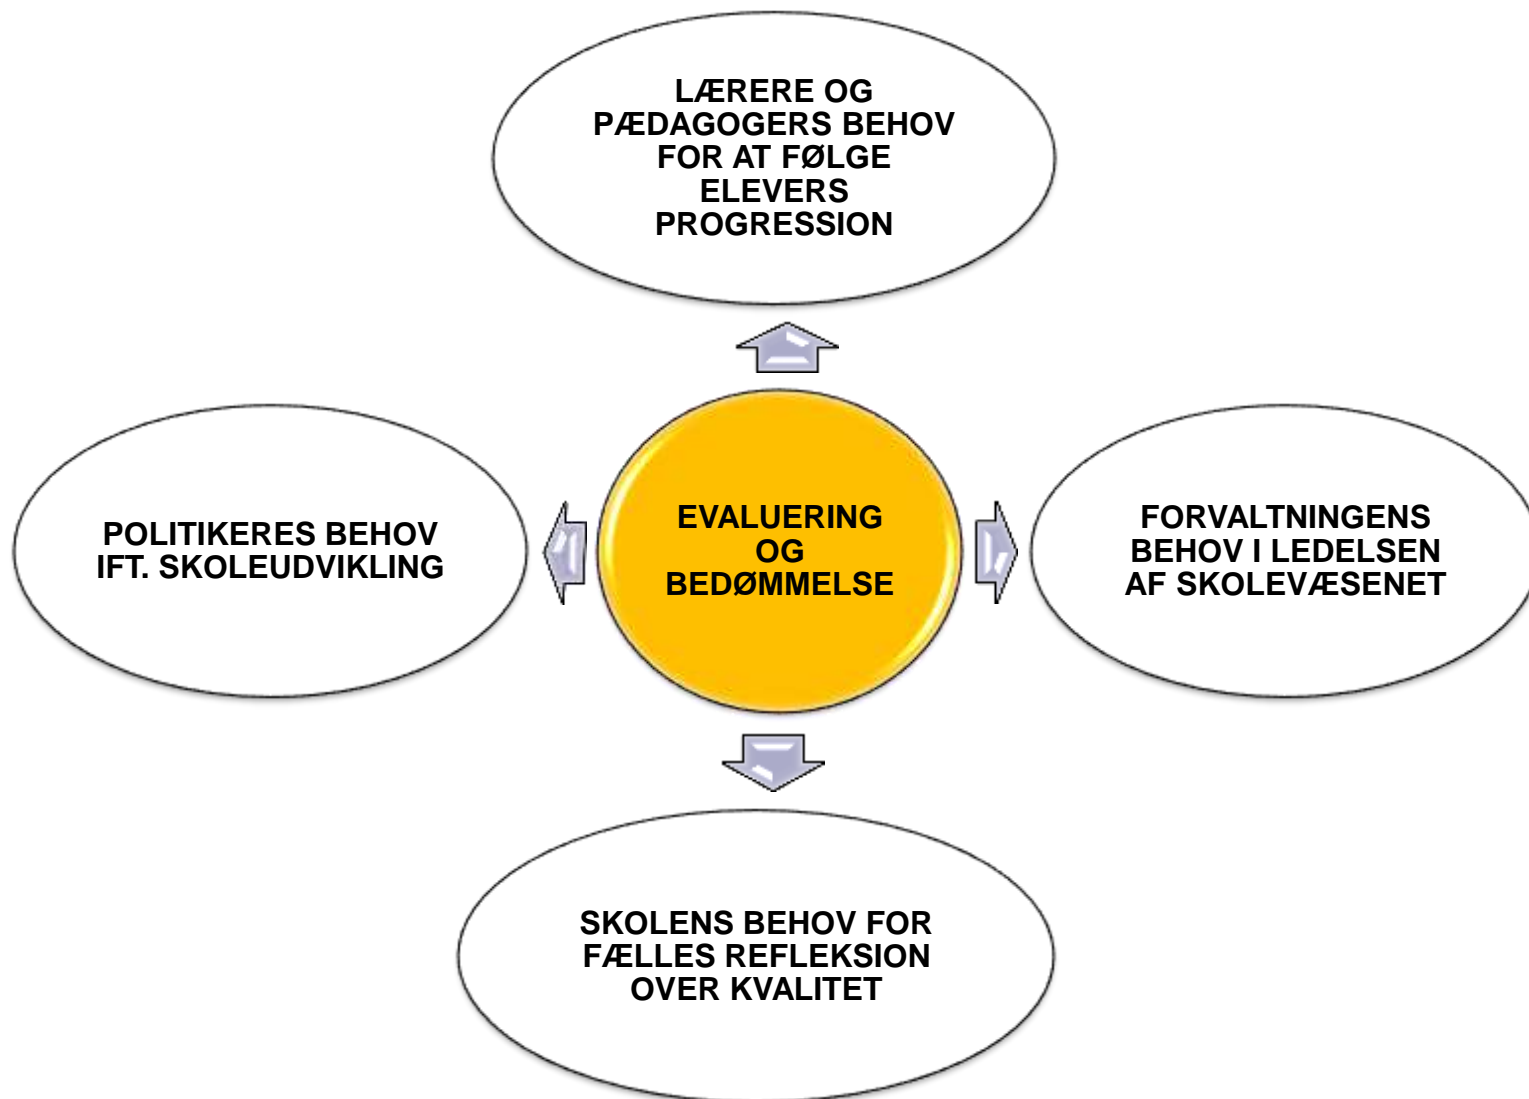 LÆRERE OG
PÆDAGOGERS BEHOV
FOR AT FØLGE
ELEVERS
PROGRESSION
POLITIKERES BEHOV
IFT. SKOLEUDVIKLING
EVALUERING
OG
BEDØMMELSE
FORVALTNINGENS
BEHOV I LEDELSEN
AF SKOLEVÆSENET
SKOLENS BEHOV FOR
FÆLLES REFLEKSION
OVER KVALITET